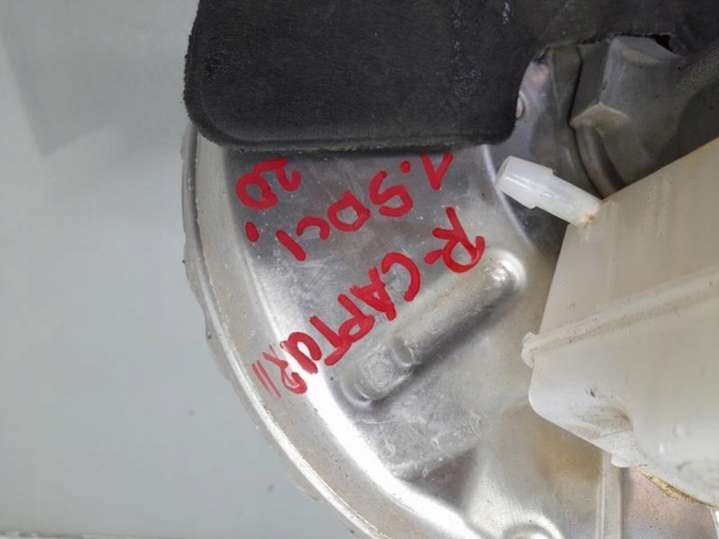 R-CAPTUR II
1.5DCI.
20.